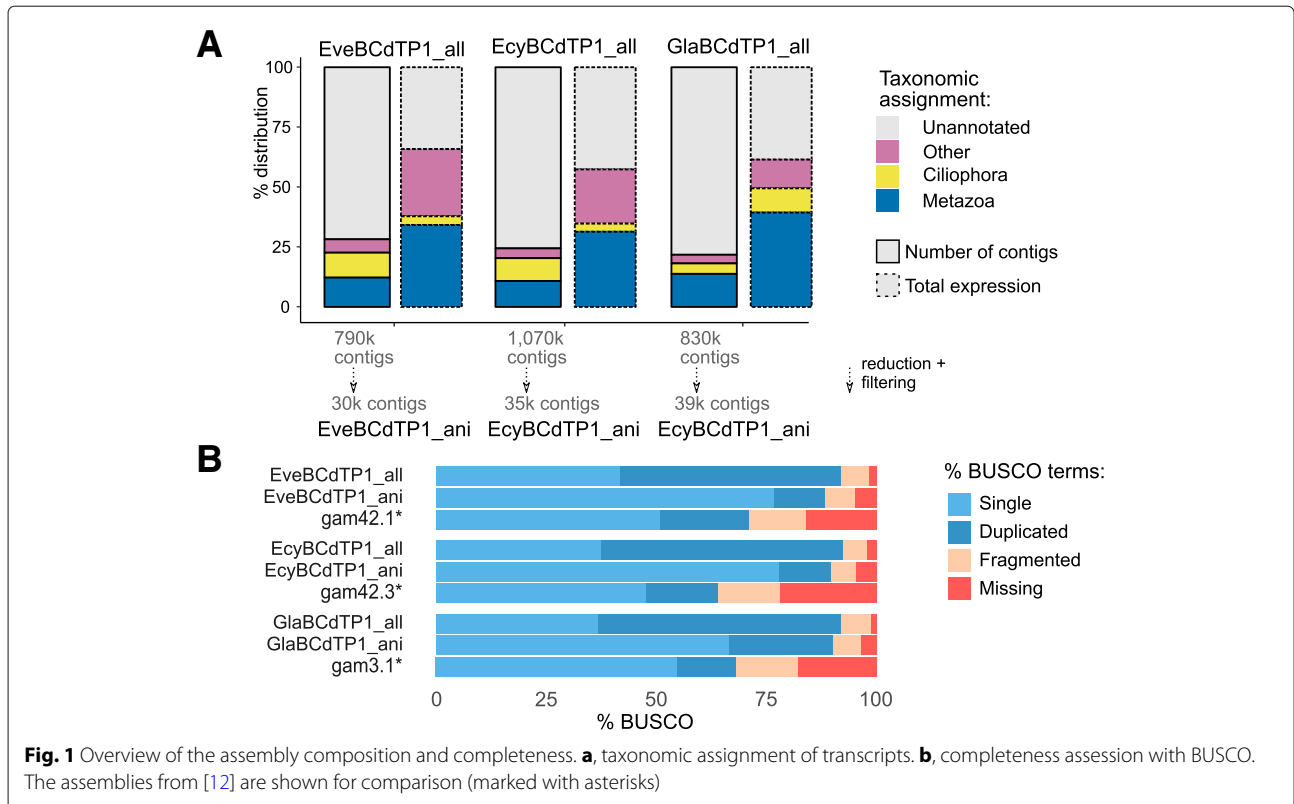 A
EveBCdTP1_all
EcyBCdTP1_all
GlaBCdTP1_all
% distribution
100
75
50
25
0
Taxonomic
assignment:
Unannotated
Other
Ciliophora
Metazoa
Number of contigs
Total expression
790k
contigs
1,070k
contigs
830k
contigs
reduction +
filtering
30k contigs
35k contigs
39k contigs
EveBCdTP1_ani
EcyBCdTP1_ani
EcyBCdTP1_ani
B
EveBCdTP1_all
EveBCdTP1_ani
gam42.1*
EcyBCdTP1_all
EcyBCdTP1_ani
gam42.3*
GlaBCdTP1_all
GlaBCdTP1_ani
gam3.1*
0 25 50 75 100
% BUSCO
% BUSCO terms:
Single
Duplicated
Fragmented
Missing
Fig. 1 Overview of the assembly composition and completeness. a, taxonomic assignment of transcripts. b, completeness assession with BUSCO.
The assemblies from [12] are shown for comparison (marked with asterisks)